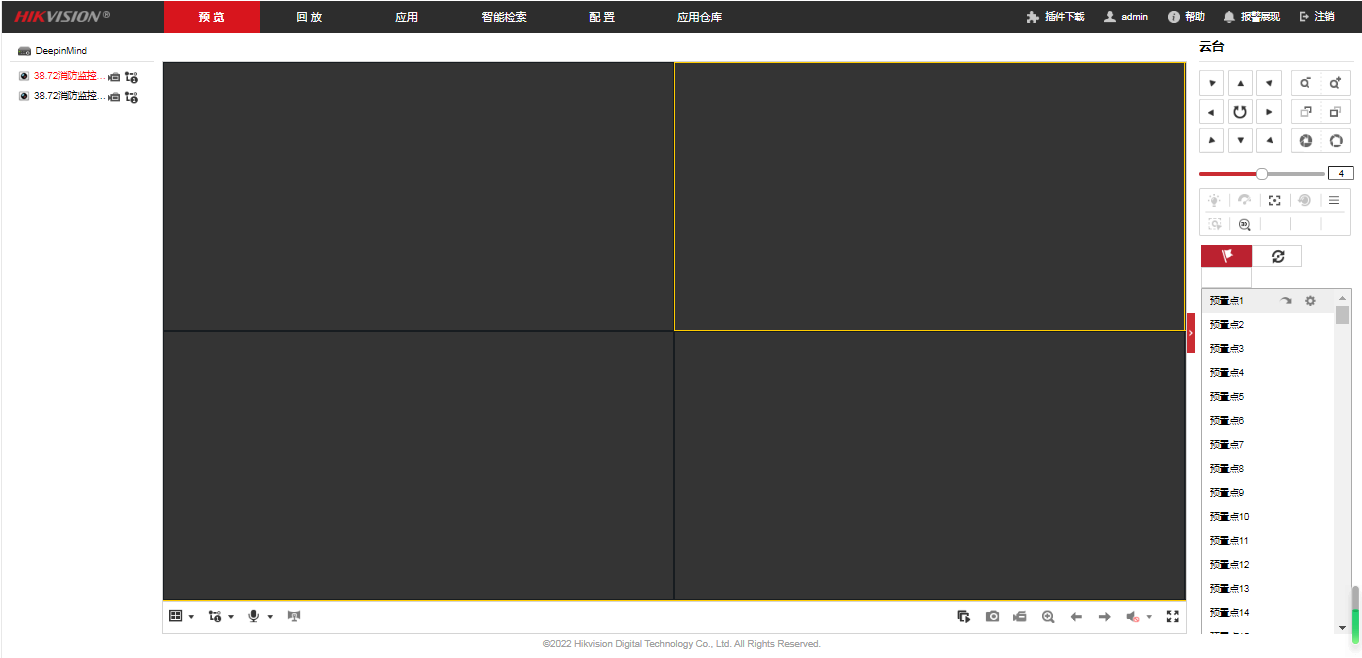 HIKVISION® 预 览 回 放 应用 智能检索 配 置 应用仓库 插件下载 admin 帮助 报警展现 注销
DeepinMind
38.72消防监控...
38.72消防监控...
云台
4
预置点1
预置点2
预置点3
预置点4
预置点5
预置点6
预置点7
预置点8
预置点9
预置点10
预置点11
预置点12
预置点13
预置点14
©2022 Hikvision Digital Technology Co., Ltd. All Rights Reserved.